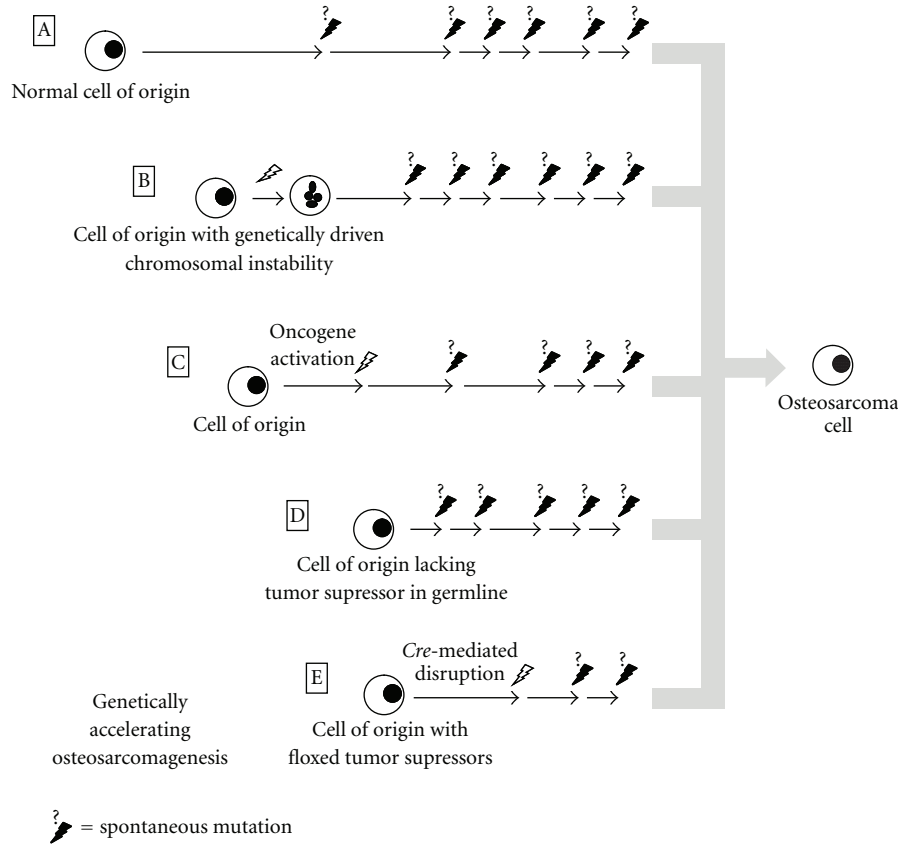 A
? ? ? ? ? ?
Normal cell of origin
B
? ? ? ? ? ?
Cell of origin with genetically driven
chromosomal instability
C
Oncogene
activation
? ? ? ?
Cell of origin
Osteosarcoma
cell
D
? ? ? ? ?
Cell of origin lacking
tumor supressor in germline
E
Cre-mediated
disruption
? ?
Cell of origin with
floxed tumor supressors
Genetically
accelerating
osteosarcomagenesis
? = spontaneous mutation